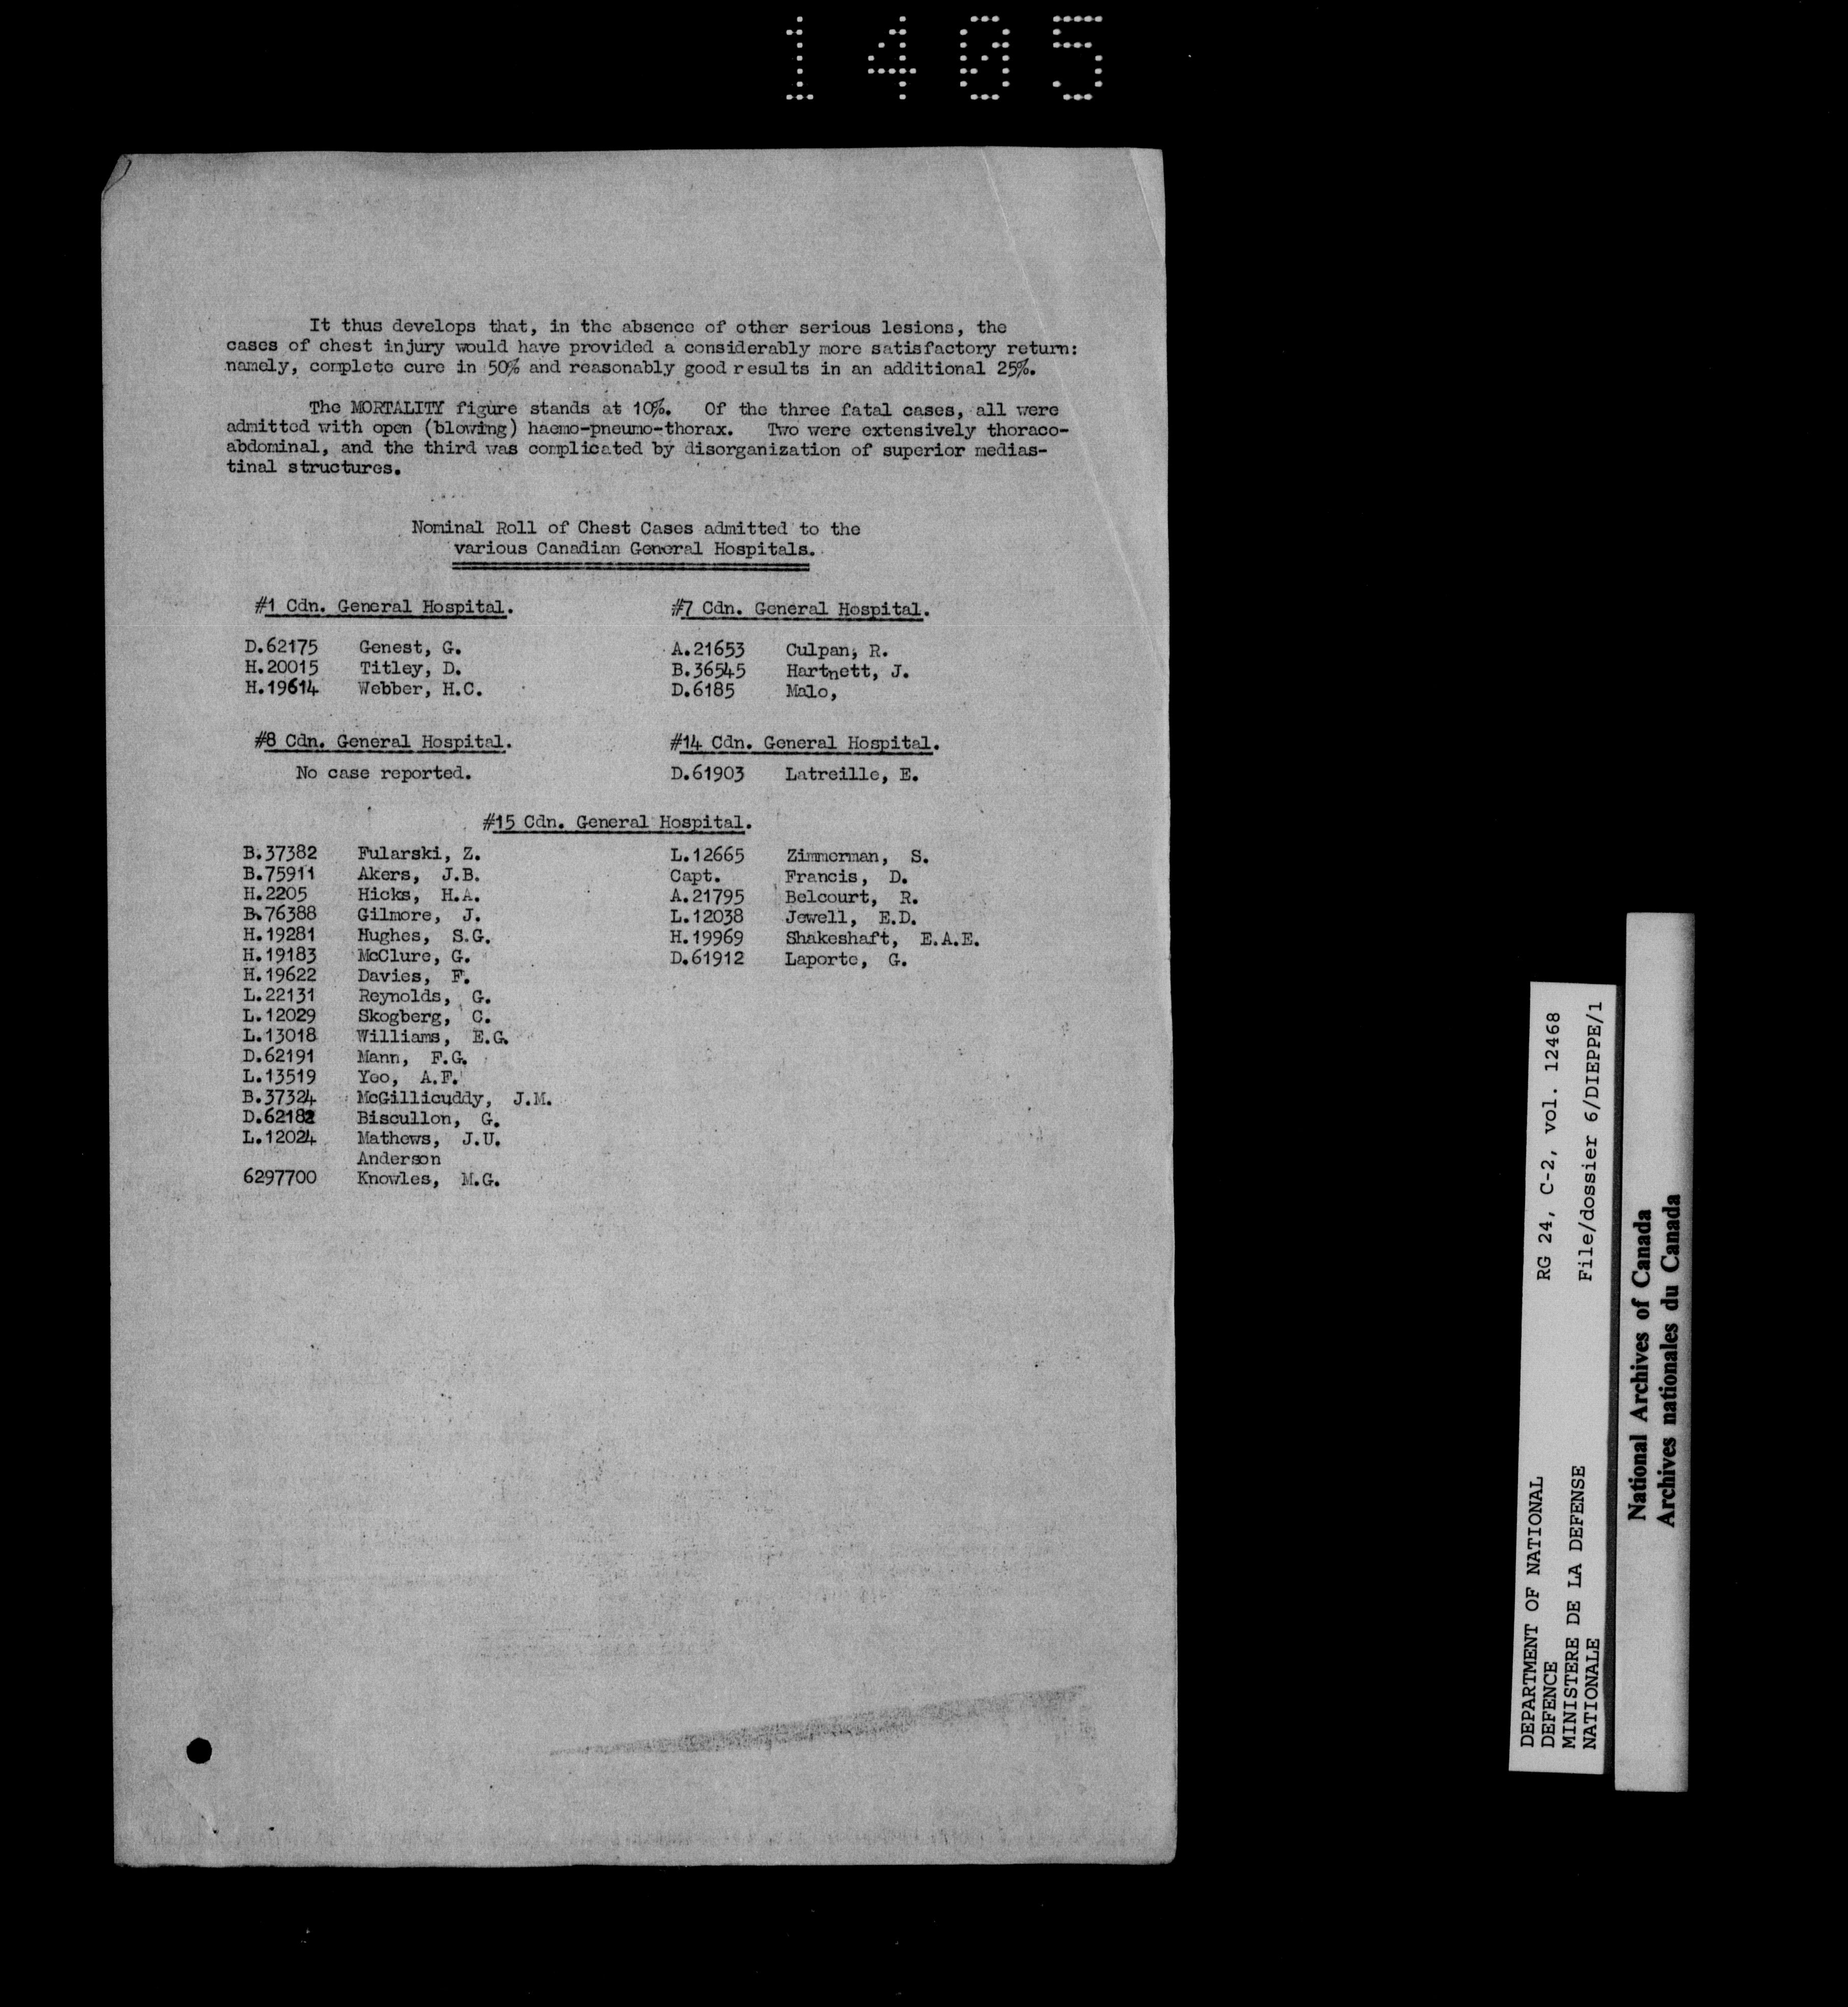 1405
It thus develops that, in the absence of other serious lesions, the
cases of chest injury would have provided a considerably more satisfactory return:
namely, complete cure in 50% and reasonably good results in an additional 25%.
The MORTALITY figure stands at 10%. Of the three fatal cases, all were
admitted with open (blowing) haemo-pneumo-thorax. Two were extensively thoraco-
abdominal, and the third was complicated by disorganization of superior medias-
tinal structures.
Nominal Roll of Chest Cases admitted to the
various Canadian General Hospitals.
#1 Cdn. General Hospital.
D.62175 Genest, G.
H.20015 Titley, D.
H.19614 Webber, H.C.
#7 Cdn. General Hospital.
A.21653 Culpan, R.
B.36545 Hartnett, J.
D.6185 Malo,
#8 Cdn. General Hospital.
No case reported.
#14 Cdn. General Hospital.
D.61903 Latreille, E.
#15 Cdn. General Hospital.
B.37382 Fularski, Z.
B.75911 Akers, J.B.
H.2205 Hicks, H.A.
B.76388 Gilmore, J.
H.19281 Hughes, S.G.
H.19183 McClure, G.
H.19622 Davies, F.
L.22131 Reynolds, G.
L.12029 Skogberg, C.
L.13018 Williams, E.G.
D.62191 Mann, F.G.
L.13519 Yeo, A.F.
B.37324 McGillicuddy, J.M.
D.62182 Biscullon, G.
L.12024 Mathews, J.U.
Anderson
6297700 Knowles, M.G.
L.12665 Zimmerman, S.
Capt. Francis, D.
A.21795 Belcourt, R.
L.12038 Jewell, E.D.
H.19969 Shakeshaft, E.A.E.
D.61912 Laporte, G.
DEPARTMENT OF NATIONAL
DEFENCE
MINISTERE DE LA DEFENSE
NATIONALE
RG 24, C-2, vol. 12468
File/dossier 6/DIEPPE/1
National Archives of Canada
Archives nationales du Canada